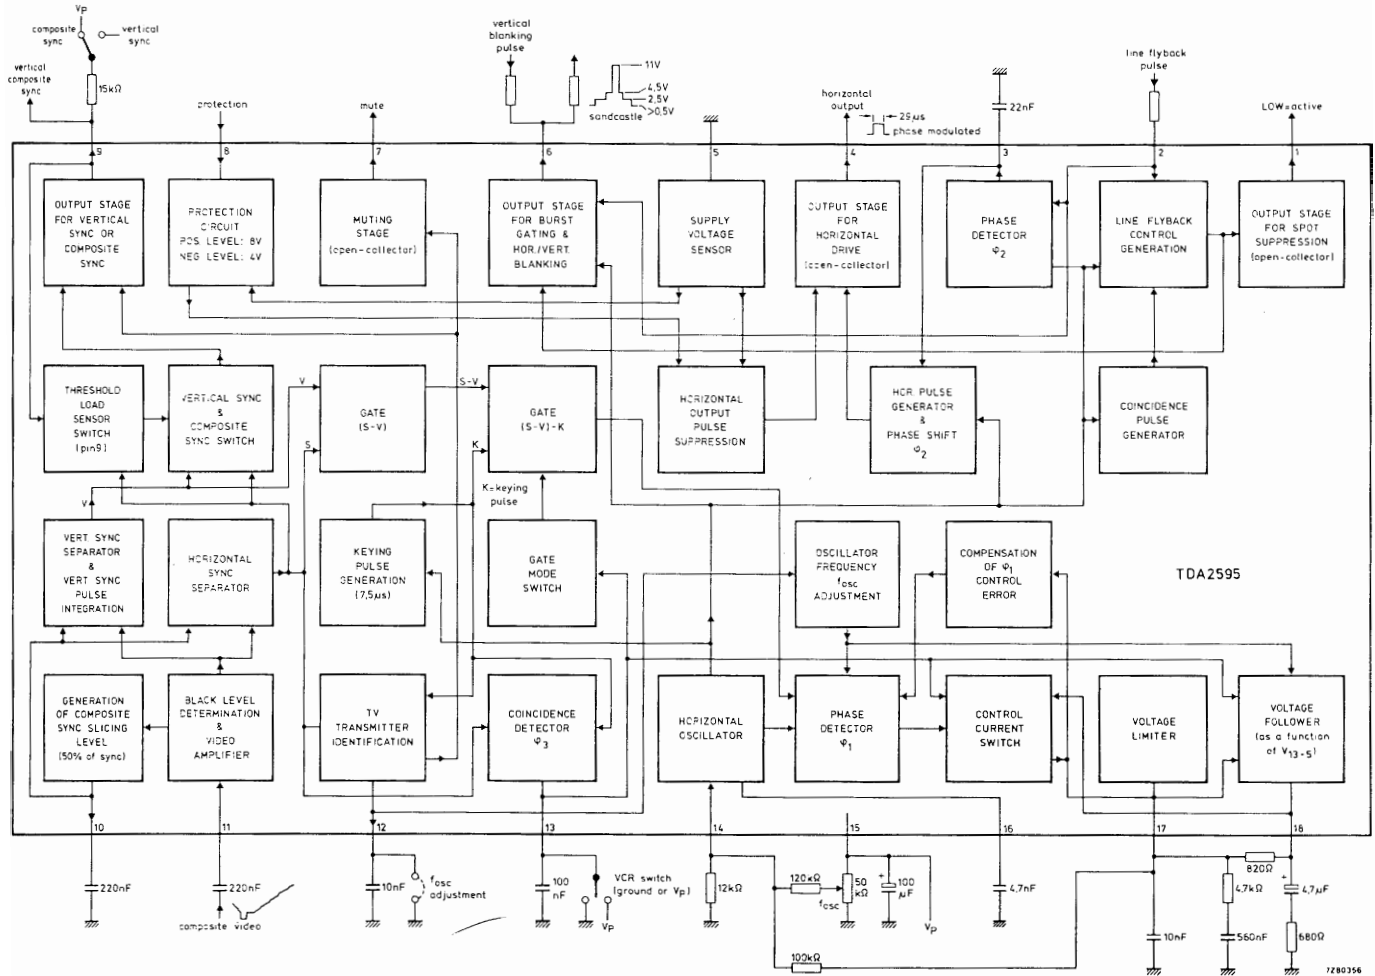 Vp
composite
sync
vertical
sync
vertical
composite
sync
15kΩ
protection
mute
vertical
blanking
pulse
11V
4,5V
2,5V
>0,5V
sandcastle
horizontal
output
29µs
phase modulated
22nF
line flyback
pulse
LOW=active
9
8
7
6
5
4
3
2
1
OUTPUT STAGE
FOR VERTICAL
SYNC OR
COMPOSITE
SYNC
PROTECTION
CIRCUIT
POS LEVEL: 8V
NEG LEVEL: 4V
MUTING
STAGE
(open-collector)
OUTPUT STAGE
FOR BURST
GATING &
HOR./VERT.
BLANKING
SUPPLY
VOLTAGE
SENSOR
OUTPUT STAGE
FOR
HORIZONTAL
DRIVE
(open-collector)
PHASE
DETECTOR
φ2
LINE FLYBACK
CONTROL
GENERATION
OUTPUT STAGE
FOR SPOT
SUPPRESSION
(open-collector)
THRESHOLD
LOAD
SENSOR
SWITCH
(pin9)
VERTICAL SYNC
&
COMPOSITE
SYNC SWITCH
V
S
GATE
(S-V)
S-V
K
GATE
(S-V)-K
HORIZONTAL
OUTPUT
PULSE
SUPPRESSION
HOR. PULSE
GENERATOR
&
PHASE SHIFT
φ2
COINCIDENCE
PULSE
GENERATOR
K=keying
pulse
V
VERT SYNC
SEPARATOR
&
VERT SYNC
PULSE
INTEGRATION
HORIZONTAL
SYNC
SEPARATOR
KEYING
PULSE
GENERATION
(7,5µs)
GATE
MODE
SWITCH
OSCILLATOR
FREQUENCY
fosc
ADJUSTMENT
COMPENSATION
OF φ1
CONTROL
ERROR
TDA2595
GENERATION
OF COMPOSITE
SYNC SLICING
LEVEL
(50% of sync)
BLACK LEVEL
DETERMINATION
&
VIDEO
AMPLIFIER
TV
TRANSMITTER
IDENTIFICATION
COINCIDENCE
DETECTOR
φ3
HORIZONTAL
OSCILLATOR
PHASE
DETECTOR
φ1
CONTROL
CURRENT
SWITCH
VOLTAGE
LIMITER
VOLTAGE
FOLLOWER
(as a function
of V13-5)
10
11
12
13
14
15
16
17
18
220nF
220nF
composite video
10nF
fosc
adjustment
100
nF
VCR switch
(ground or Vp)
Vp
12kΩ
120kΩ
fosc
50
kΩ
100
µF
Vp
100kΩ
4,7nF
10nF
820Ω
4,7kΩ
560nF
4,7µF
680Ω
7Z80356